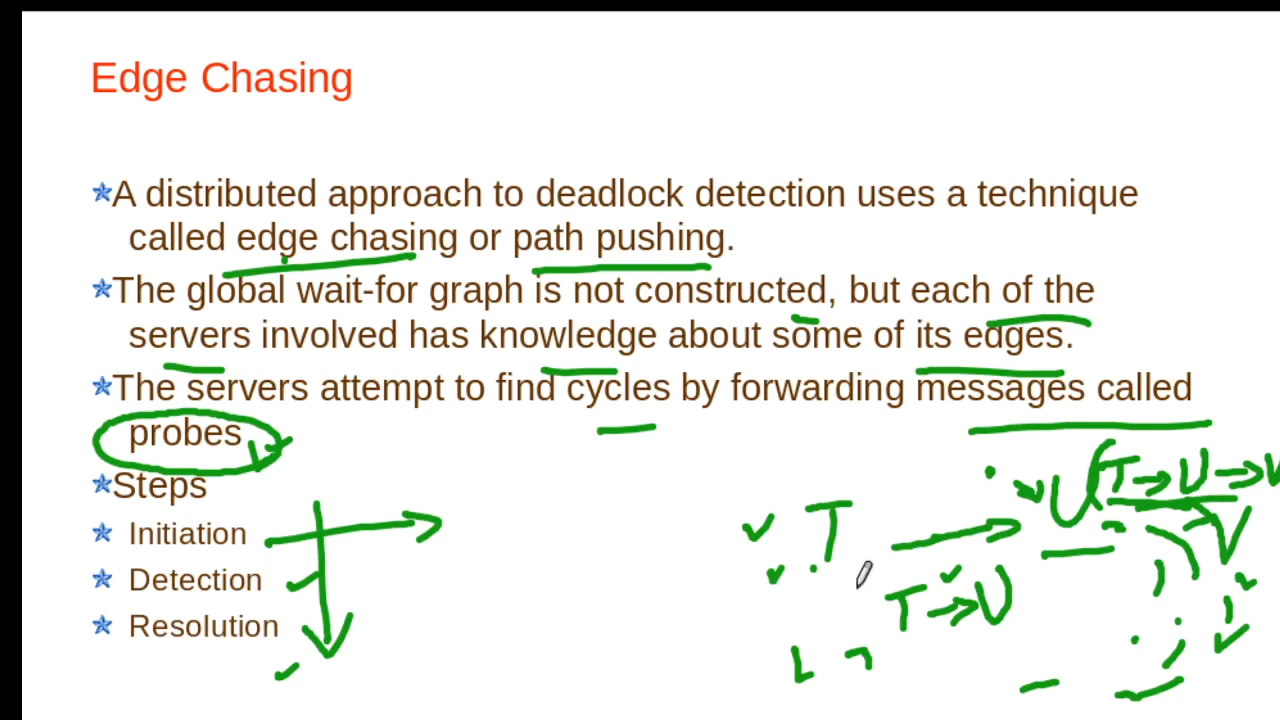 Edge Chasing
A distributed approach to deadlock detection uses a technique
called edge chasing or path pushing.
The global wait-for graph is not constructed, but each of the
servers involved has knowledge about some of its edges.
The servers attempt to find cycles by forwarding messages called
probes
Steps
Initiation
Detection
Resolution
T → U (T → U → V
T → U
V